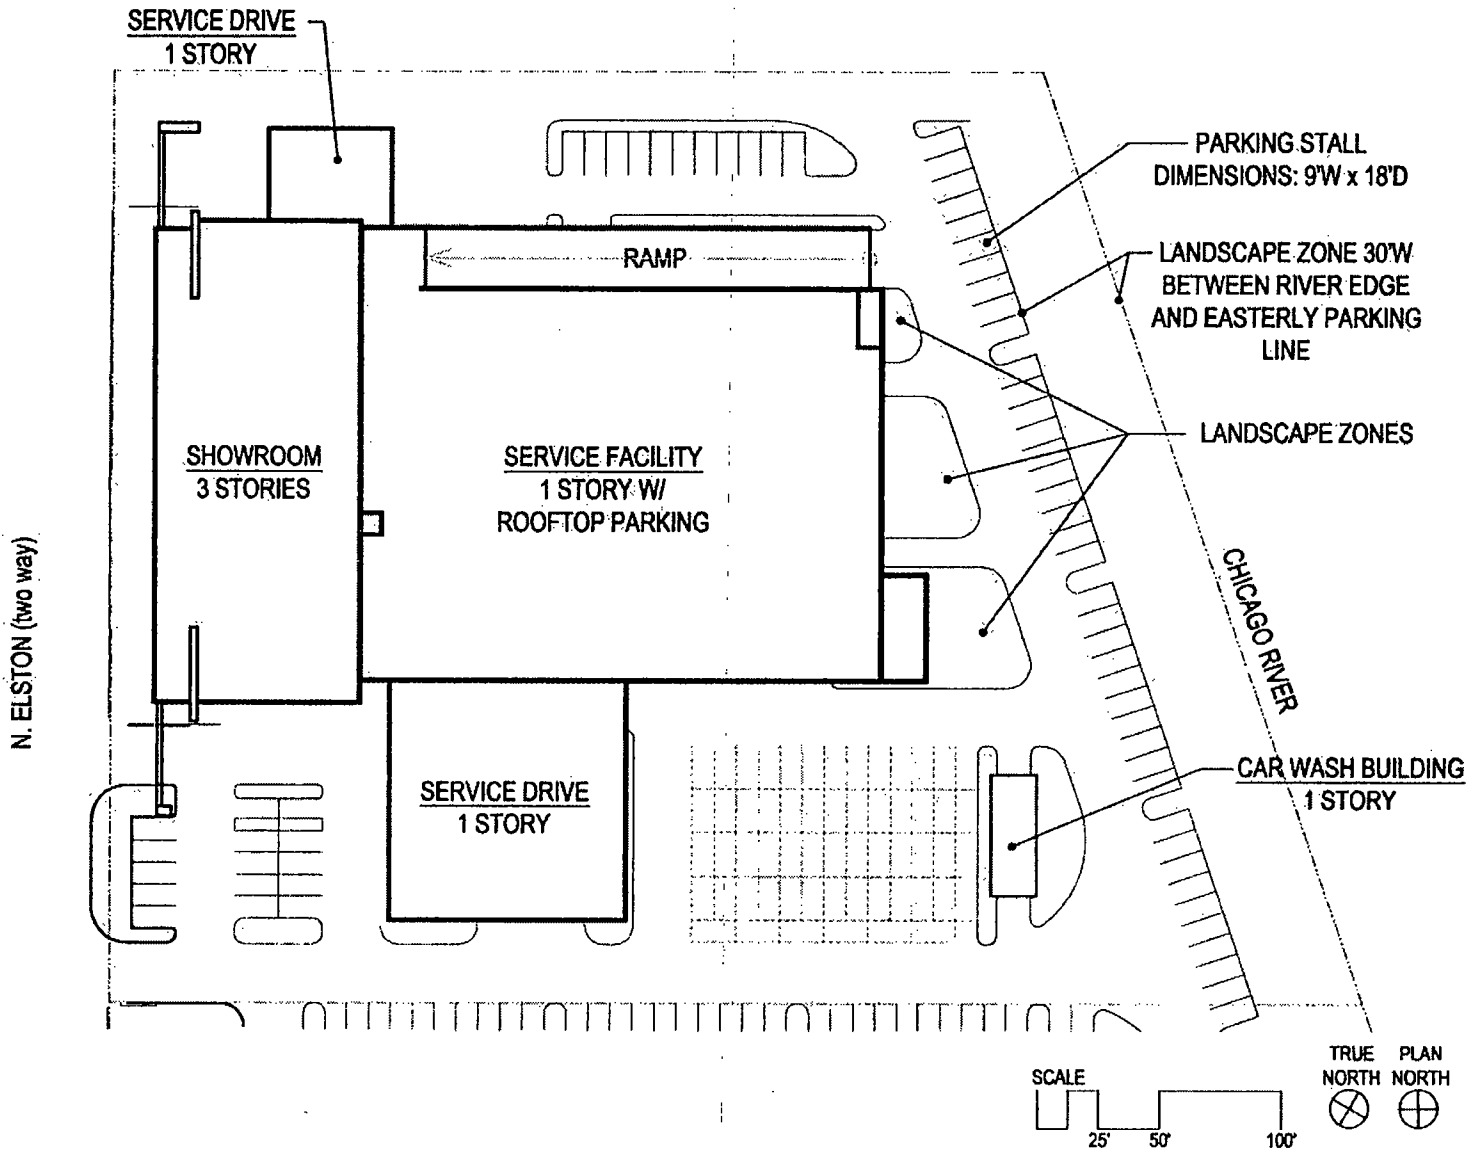 SERVICE DRIVE
1 STORY
PARKING STALL
DIMENSIONS: 9'W x 18'D
RAMP
LANDSCAPE ZONE 30'W
BETWEEN RIVER EDGE
AND EASTERLY PARKING
LINE
LANDSCAPE ZONES
SHOWROOM
3 STORIES
SERVICE FACILITY
1 STORY W/
ROOFTOP PARKING
N. ELSTON (two way)
CHICAGO RIVER
SERVICE DRIVE
1 STORY
CAR WASH BUILDING
1 STORY
SCALE
25'
50'
100'
TRUE
NORTH
PLAN
NORTH